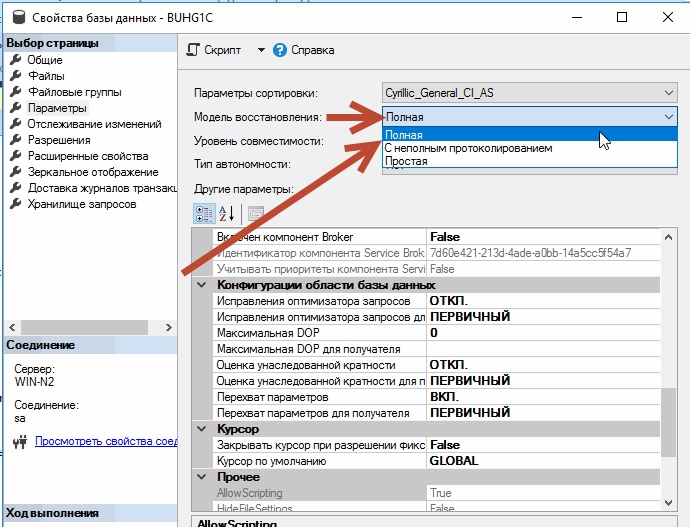 Свойства базы данных - BUHG1C
Выбор страницы
Общие
Файлы
Файловые группы
Параметры
Отслеживание изменений
Разрешения
Расширенные свойства
Зеркальное отображение
Доставка журналов транзакц
Хранилище запросов
Соединение
Сервер:
WIN-N2
Соединение:
sa
Просмотреть свойства соед
Ход выполнения
Скрипт
Справка
Параметры сортировки: Cyrillic_General_CI_AS
Модель восстановления: Полная
Уровень совместимости: Полная
С неполным протоколированием
Тип автономности: Простая
Другие параметры:
Включен компонент Broker False
Идентификатор компонента Service Brok 7d60e421-213d-4ade-a0bb-14a5cc5f54a7
Учитывать приоритеты компонента Servi False
Конфигурации области базы данных
Исправления оптимизатора запросов ОТКЛ.
Исправления оптимизатора запросов дл ПЕРВИЧНЫЙ
Максимальная DOP 0
Максимальная DOP для получателя
Оценка унаследованной кратности ОТКЛ.
Оценка унаследованной кратности для п ПЕРВИЧНЫЙ
Перехват параметров ВКЛ.
Перехват параметров для получателя ПЕРВИЧНЫЙ
Курсор
Закрывать курсор при разрешении фикс False
Курсор по умолчанию GLOBAL
Прочее
AllowScripting True
HideFileSettings False
AllowScripting